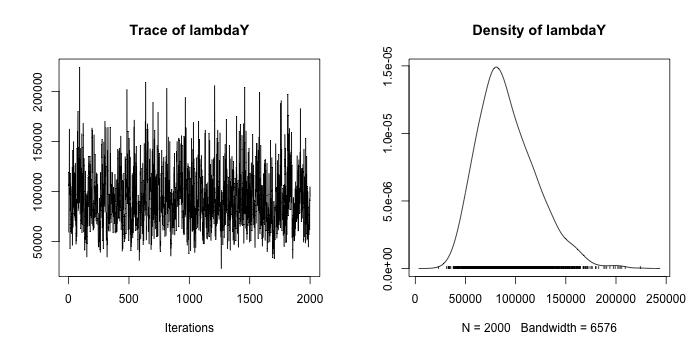 Trace of lambdaY
200000
150000
100000
50000
0
500
1000
1500
2000
Iterations
Density of lambdaY
1.5e-05
1.0e-05
5.0e-06
0.0e+00
0
50000
100000
150000
200000
250000
N = 2000   Bandwidth = 6576